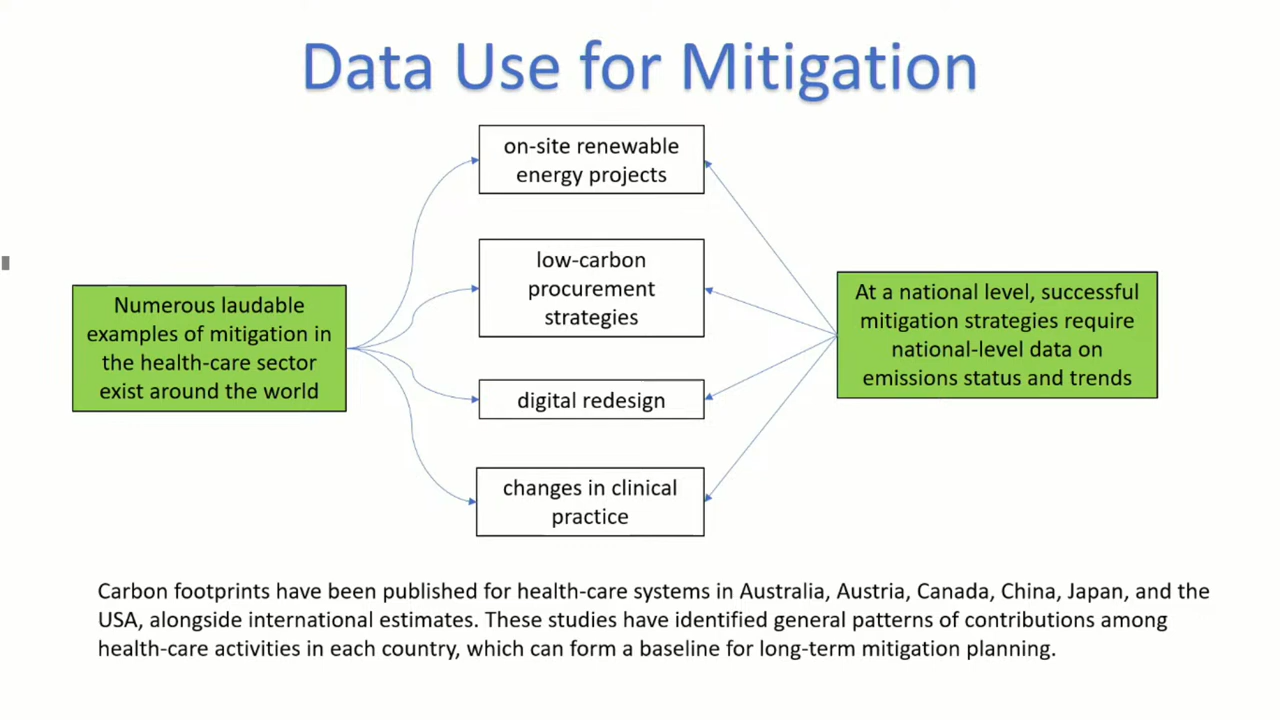 Data Use for Mitigation
on-site renewable
energy projects
low-carbon
procurement
strategies
digital redesign
changes in clinical
practice
Numerous laudable
examples of mitigation in
the health-care sector
exist around the world
At a national level, successful
mitigation strategies require
national-level data on
emissions status and trends
Carbon footprints have been published for health-care systems in Australia, Austria, Canada, China, Japan, and the
USA, alongside international estimates. These studies have identified general patterns of contributions among
health-care activities in each country, which can form a baseline for long-term mitigation planning.